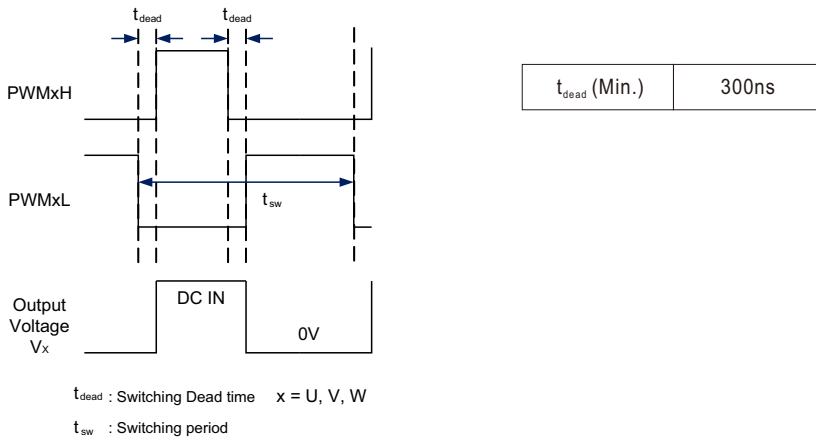 tdead tdead
PWMxH
PWMxL
tsw
Output
Voltage
Vx
DC IN
0V
tdead : Switching Dead time x = U, V, W
tsw : Switching period
tdead (Min.) 300ns